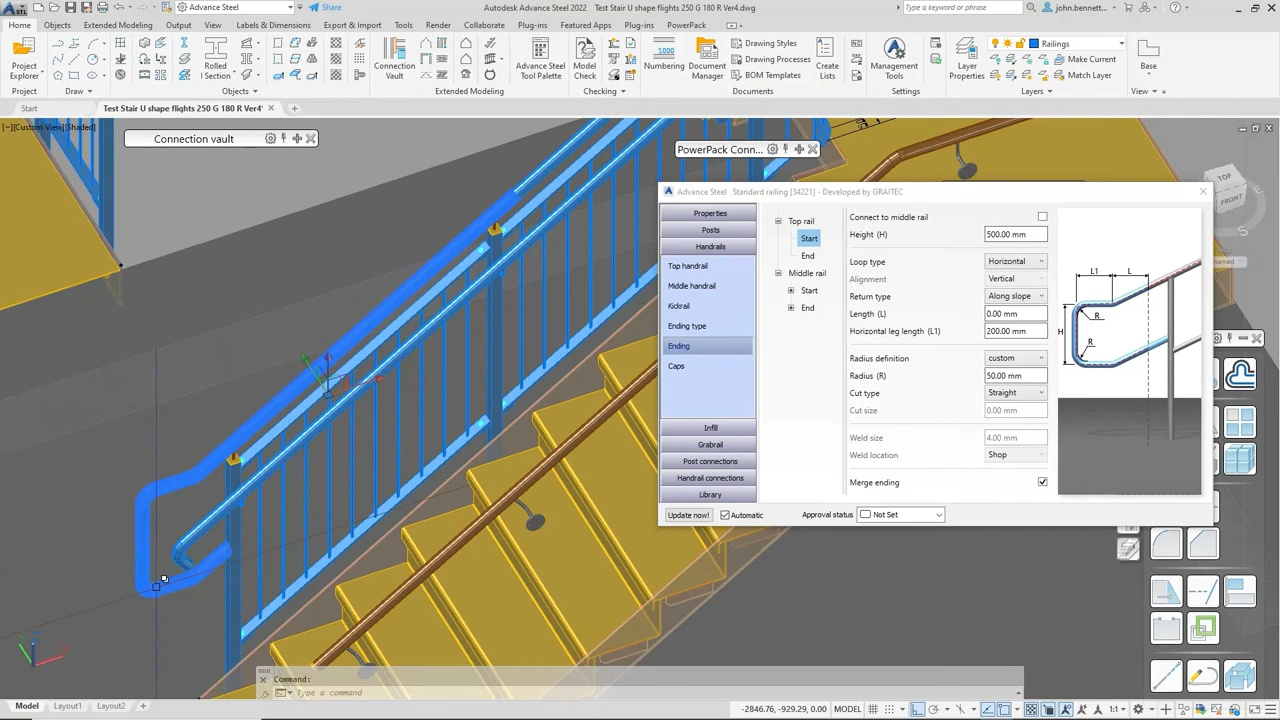 Advance Steel
Share
Autodesk Advance Steel 2022
Test Stair U shape flights 250 G 180 R Ver4.dwg
Type a keyword or phrase
john.bennett...
Home
Objects
Extended Modeling
Output
View
Labels & Dimensions
Export & Import
Tools
Render
Collaborate
Plug-ins
Featured Apps
Plug-ins
PowerPack
Project
Explorer
Rolled
I Section
Connection
Vault
Advance Steel
Tool Palette
Model
Check
1000
Numbering
Document
Manager
Drawing Styles
Drawing Processes
BOM Templates
Create
Lists
Management
Tools
Layer
Properties
Railings
Make Current
Match Layer
Base
Project
Draw
Objects
Extended Modeling
Checking
Documents
Settings
Layers
View
Start
Test Stair U shape flights 250 G 180 R Ver4*
[–][Custom View][Shaded]
Connection vault
PowerPack Conn...
TOP
FRONT
S
Advance Steel   Standard railing [34221] - Developed by GRAITEC
Properties
Posts
Handrails
Top handrail
Middle handrail
Kickrail
Ending type
Ending
Caps
Infill
Grabrail
Post connections
Handrail connections
Library
Top rail
Start
End
Middle rail
Start
End
Connect to middle rail
Height (H) 500.00 mm
Loop type Horizontal
Alignment Vertical
Return type Along slope
Length (L) 0.00 mm
Horizontal leg length (L1) 200.00 mm
Radius definition custom
Radius (R) 50.00 mm
Cut type Straight
Cut size 0.00 mm
Weld size 4.00 mm
Weld location Shop
Merge ending
L1
L
R
H
R
Update now!
Automatic
Approval status
Not Set
Command:
Type a command
Model
Layout1
Layout2
-2846.76, -929.29, 0.00
MODEL
1:1